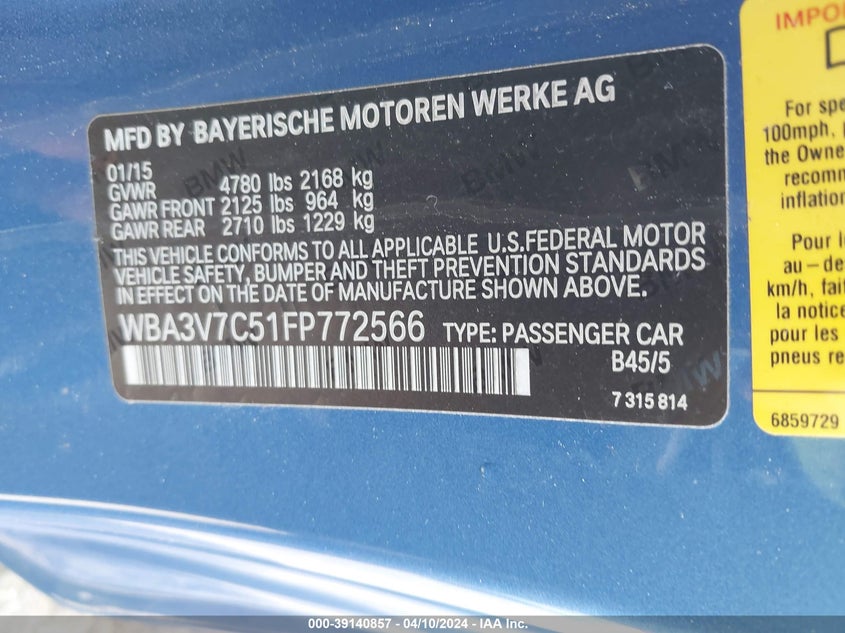 MFD BY BAYERISCHE MOTOREN WERKE AG
01/15
GVWR 4780 lbs 2168 kg
GAWR FRONT 2125 lbs 964 kg
GAWR REAR 2710 lbs 1229 kg
THIS VEHICLE CONFORMS TO ALL APPLICABLE U.S.FEDERAL MOTOR
VEHICLE SAFETY, BUMPER AND THEFT PREVENTION STANDARDS
IN EFFECT ON THE DATE OF MANUFACTURE SHOWN ABOVE.
WBA3V7C51FP772566 TYPE: PASSENGER CAR
B45/5
7 315 814
For
100mph,
the Owne
recomm
inflation
Pour
au-de
km/h, fait
la notice
pour les
pneus re
6859729
000-39140857 - 04/10/2024 - IAAI Inc.